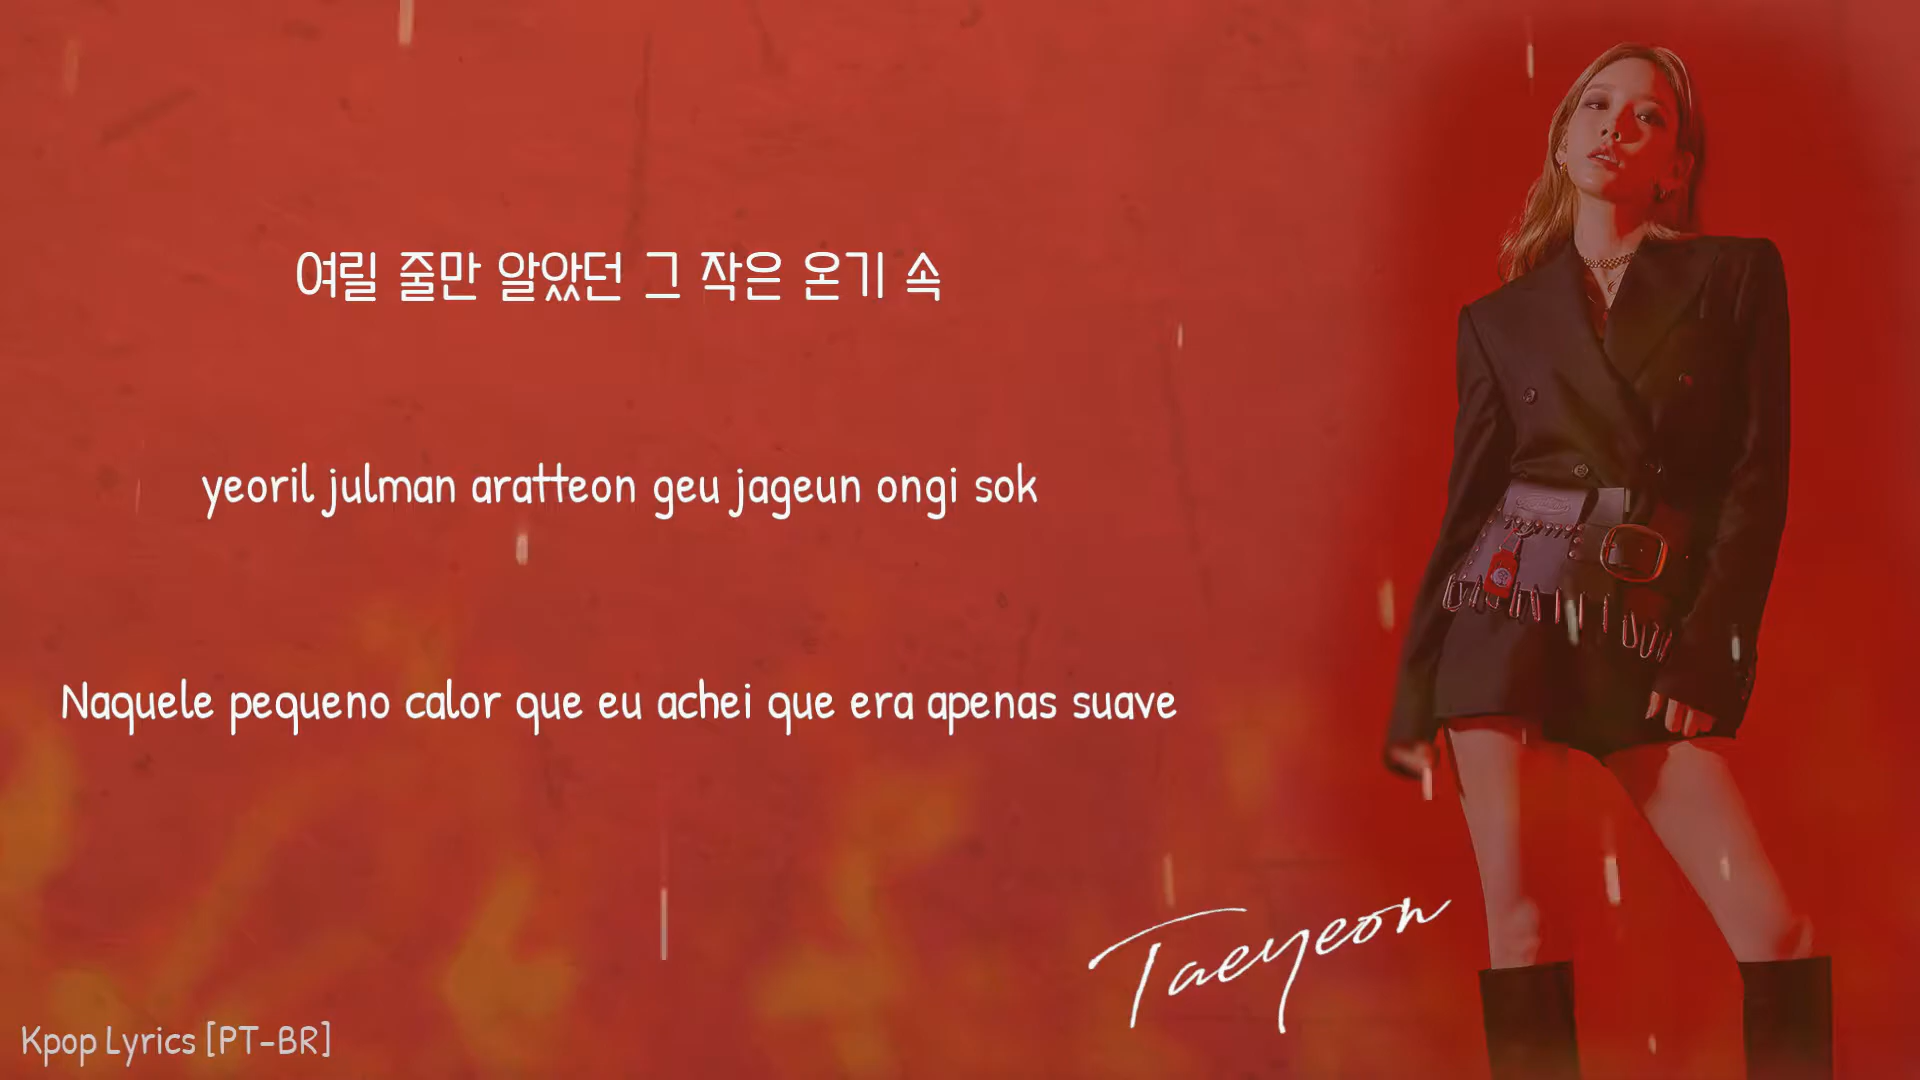 여릴 줄만 알았던 그 작은 온기 속
yeoril julman aratteon geu jageun ongi sok
Naquele pequeno calor que eu achei que era apenas suave
Taeyeon
Kpop Lyrics [PT-BR]